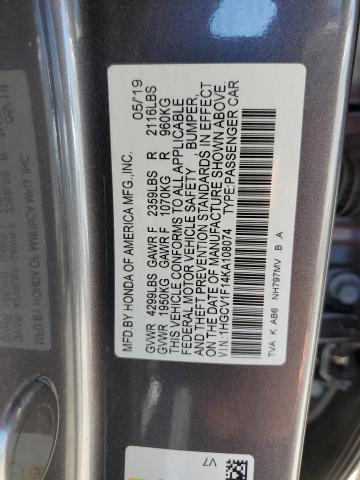 MFD BY HONDA OF AMERICA MFG.,INC. 05/'19
GVWR 4299LBS GAWR F 2359LBS R 2116LBS
GVWR 1950KG GAWR F 1070KG R 960KG
THIS VEHICLE CONFORMS TO ALL APPLICABLE
FEDERAL MOTOR VEHICLE SAFETY , BUMPER,
AND THEFT PREVENTION STANDARDS IN EFFECT
ON THE DATE OF MANUFACTURE SHOWN ABOVE.
V.I.N.:1HGCV1F14KA108074 TYPE:PASSENGER CAR
TVA K AB6 NH797MV B A
V7